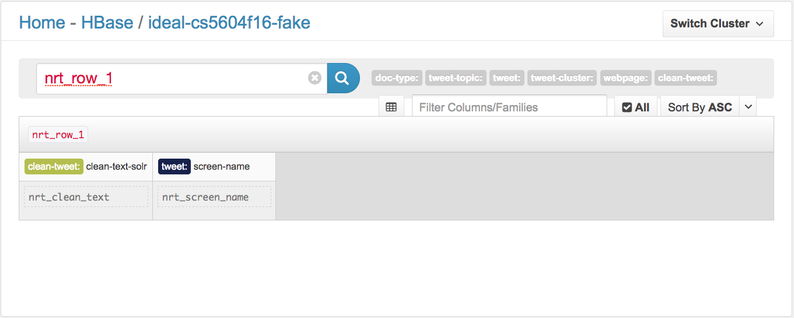 Home - HBase / ideal-cs5604f16-fake
Switch Cluster
nrt_row_1
doc-type: tweet-topic: tweet: tweet-cluster: webpage: clean-tweet:
Filter Columns/Families
All
Sort By ASC
nrt_row_1
clean-tweet: clean-text-solr
tweet: screen-name
nrt_clean_text
nrt_screen_name